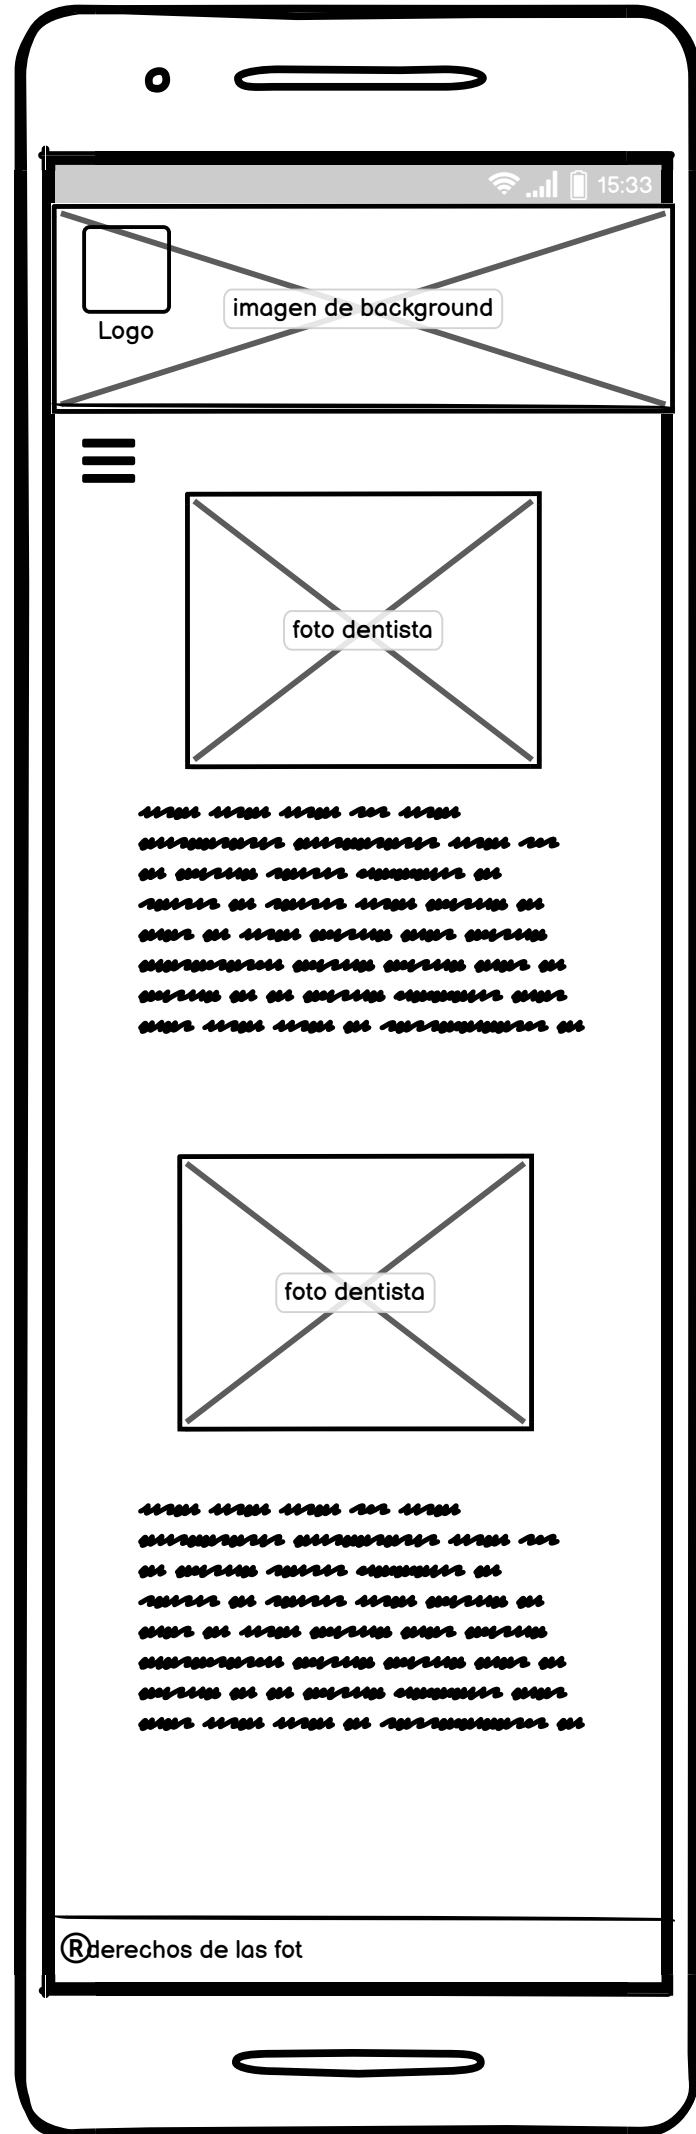 15:33
imagen de background
Logo
foto dentista
foto dentista
®derechos de las fot